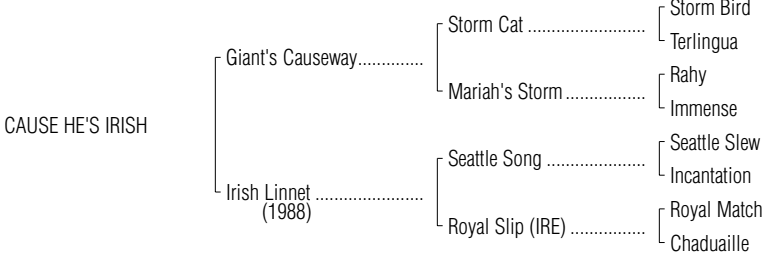 Storm Bird
Storm Cat ........................
Terlingua
Giant's Causeway..............
Rahy
Mariah's Storm .................
Immense
CAUSE HE'S IRISH
Seattle Slew
Seattle Song .....................
Incantation
Irish Linnet .......................
(1988)
Royal Match
Royal Slip (IRE) ................
Chaduaille